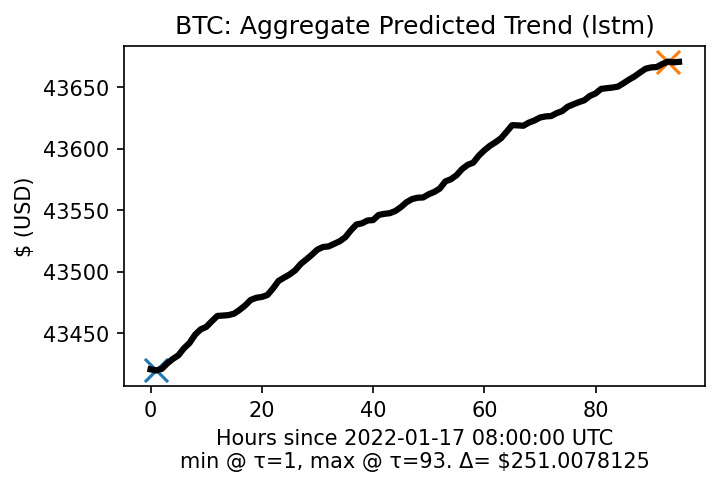 BTC: Aggregate Predicted Trend (lstm)
$ (USD)
43650
43600
43550
43500
43450
0 20 40 60 80
Hours since 2022-01-17 08:00:00 UTC
min @ τ=1, max @ τ=93. Δ= $251.0078125